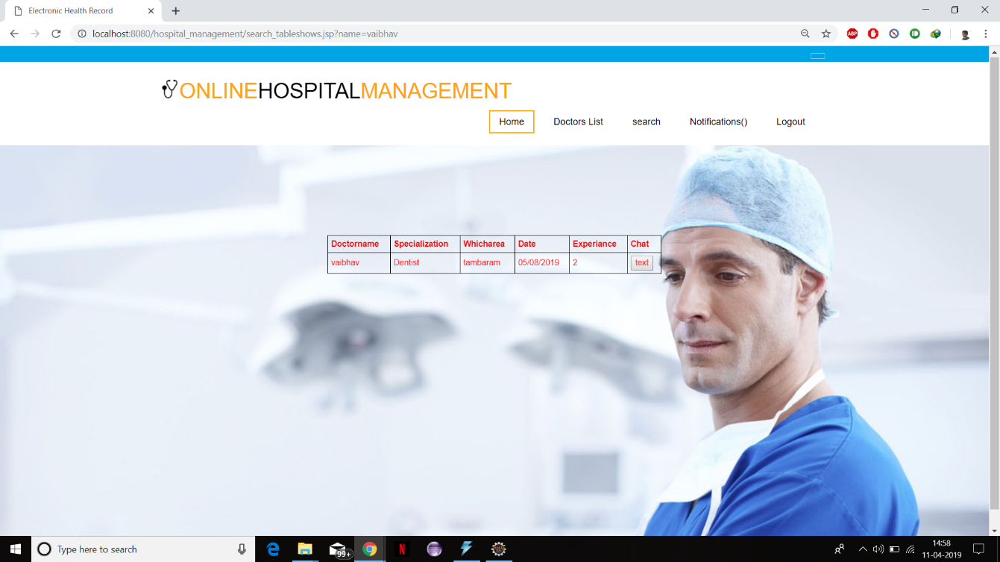 Electronic Health Record
localhost:8080/hospital_management/search_tableshows.jsp?name=vaibhav
ABP
ONLINEHOSPITALMANAGEMENT
Home Doctors List search Notifications() Logout
Doctorname Specialization Whicharea Date Experiance Chat
vaibhav Dentist tambaram 05/08/2019 2 text
Type here to search
99+
N
14:58
11-04-2019